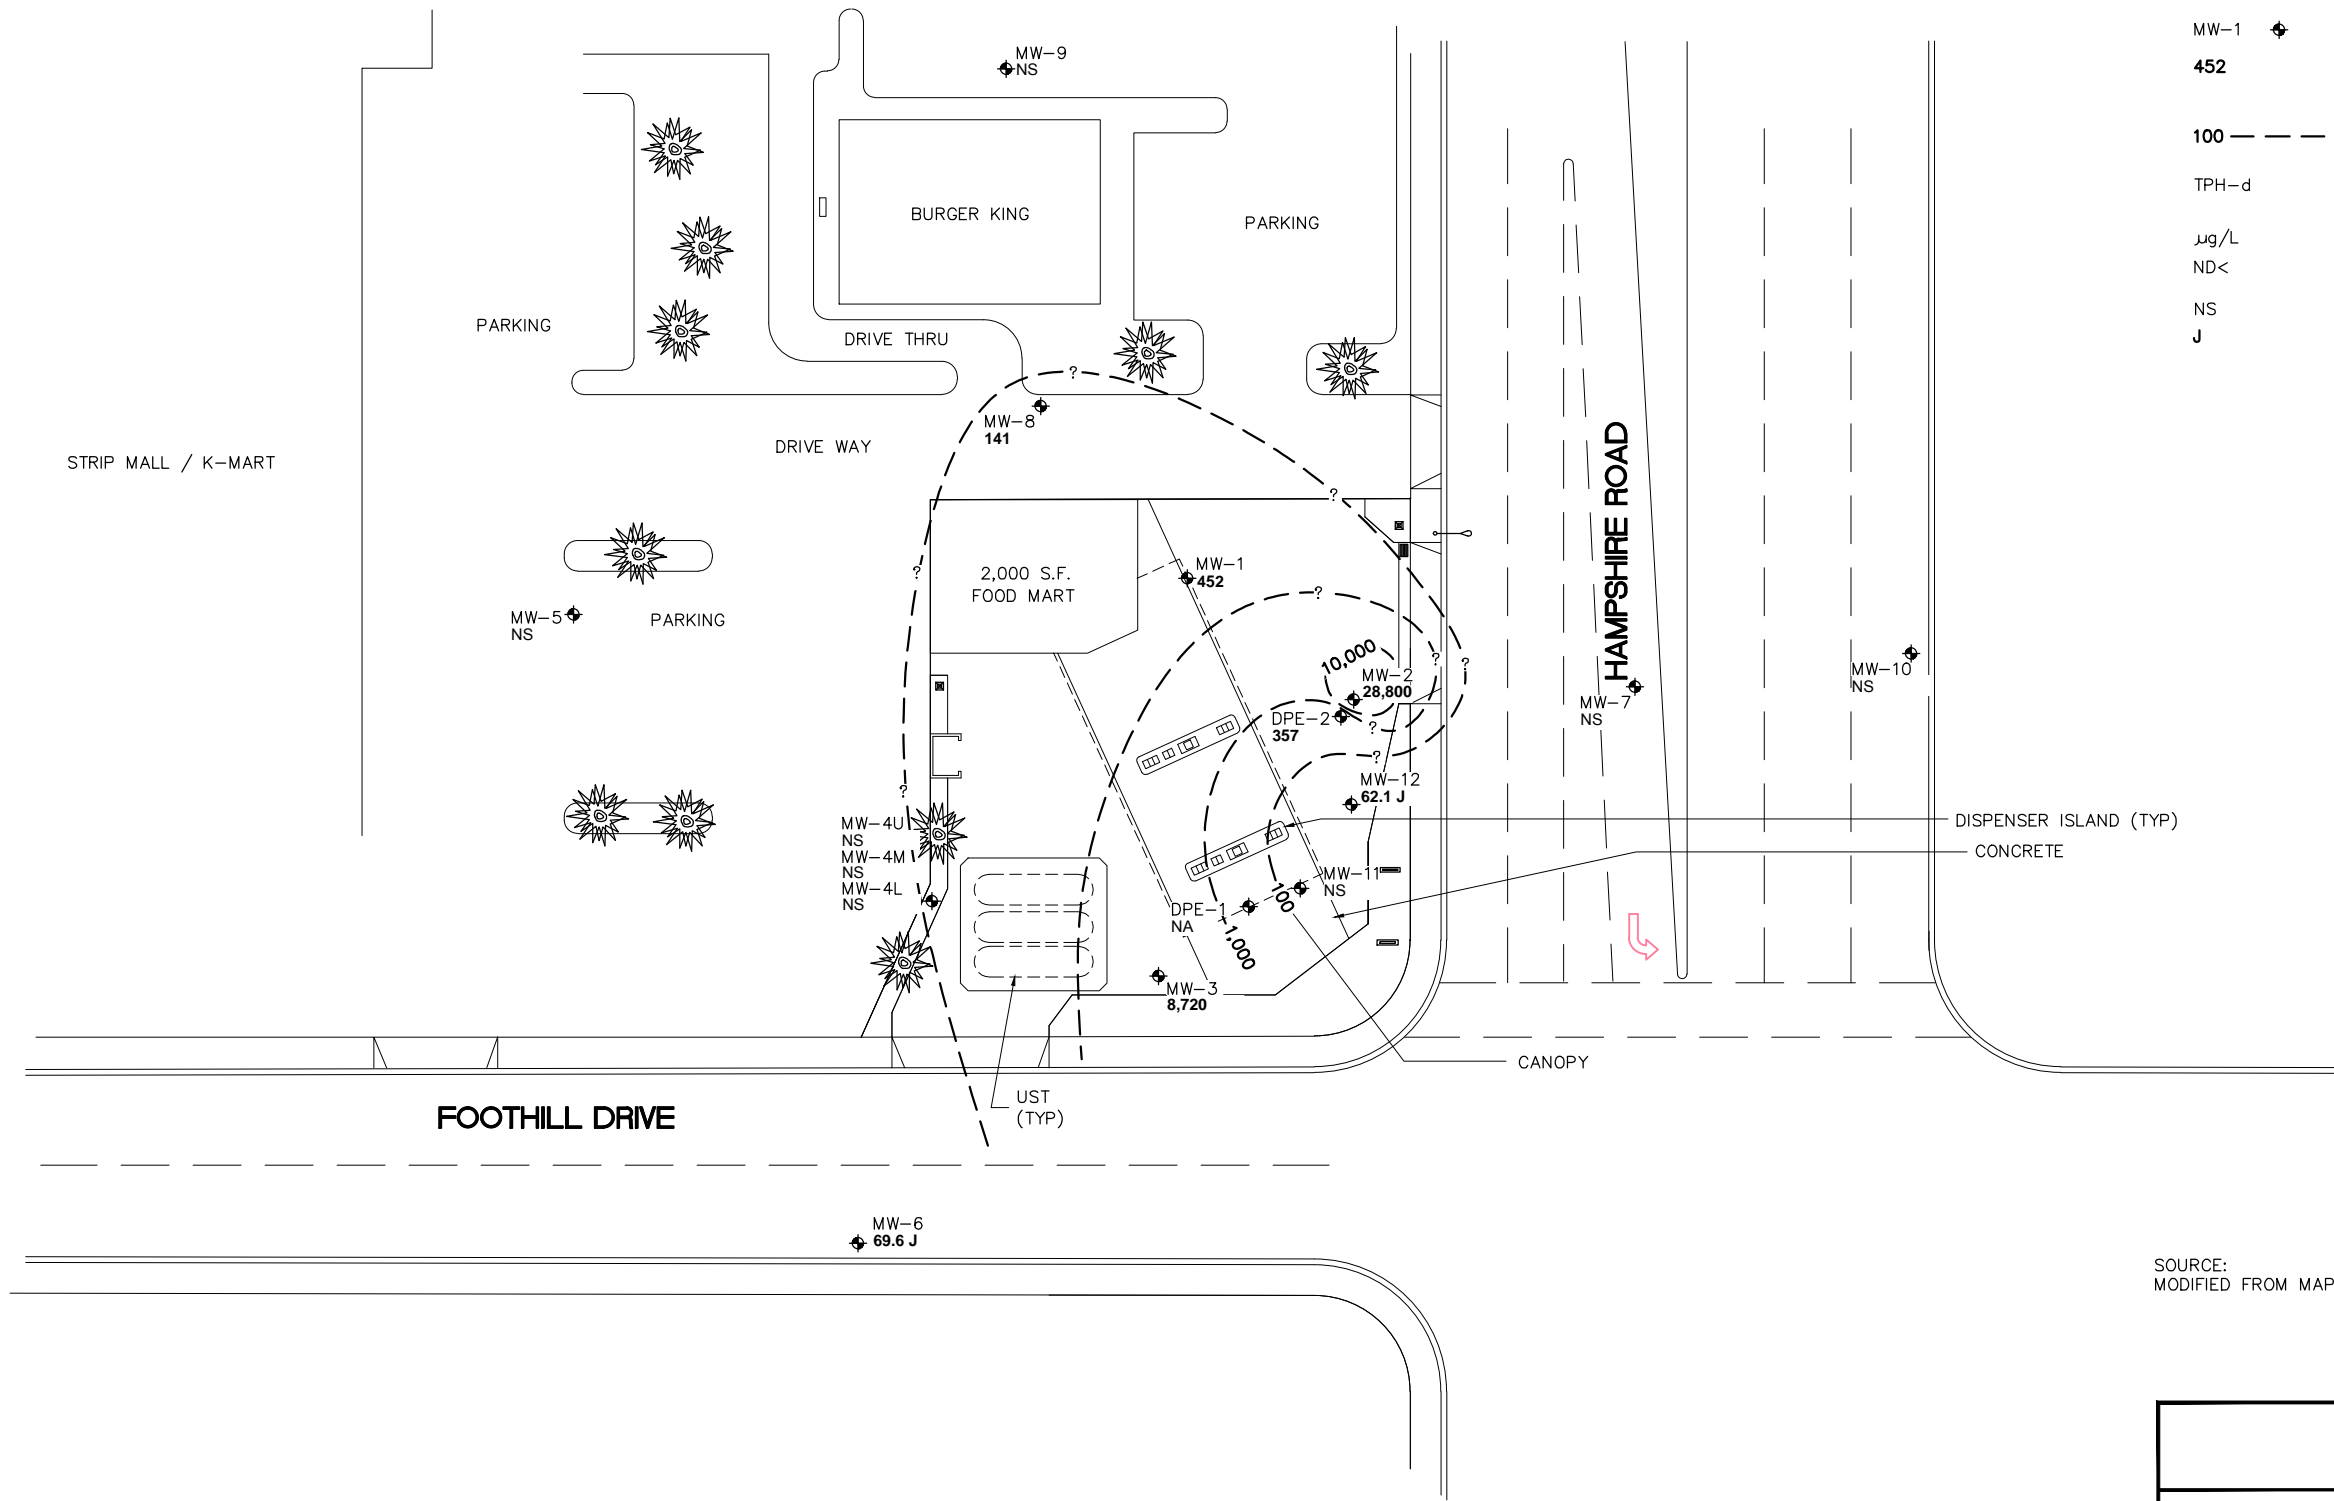 MW-1
452
100
TPH-d
µg/L
ND<
NS
J
MW-9
NS
BURGER KING
PARKING
PARKING
DRIVE THRU
MW-8
141
DRIVE WAY
STRIP MALL / K-MART
HAMPSHIRE ROAD
?
?
?
?
?
?
?
?
?
MW-1
452
2,000 S.F.
FOOD MART
MW-5
NS
PARKING
10,000
MW-2
28,800
DPE-2
357
MW-7
NS
MW-10
NS
MW-12
62.1 J
MW-4U
NS
MW-4M
NS
MW-4L
NS
DISPENSER ISLAND (TYP)
CONCRETE
MW-11
NS
100
DPE-1
NA
1,000
MW-3
8,720
CANOPY
UST
(TYP)
FOOTHILL DRIVE
MW-6
69.6 J
SOURCE:
MODIFIED FROM MAP